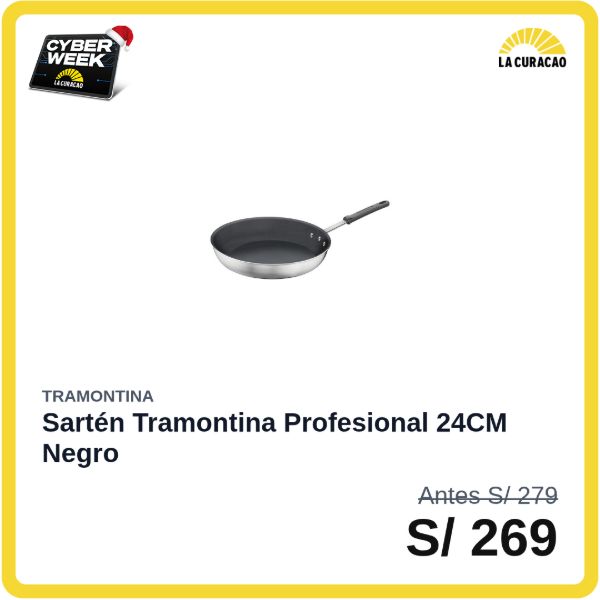 CYBER
WEEK
LA CURACAO
LA CURACAO
TRAMONTINA
Sartén Tramontina Profesional 24CM
Negro
Antes S/ 279
S/ 269